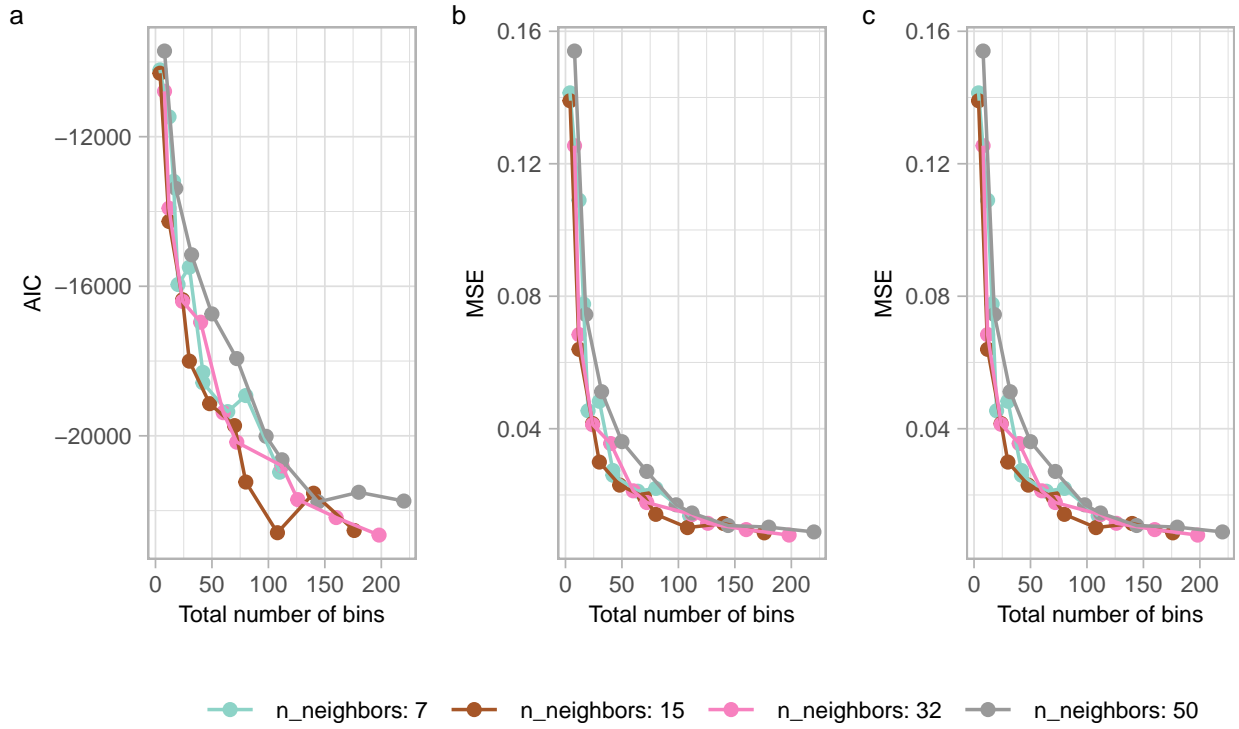 a
AIC
−12000
−16000
−20000
0 50 100 150 200
Total number of bins
b
MSE
0.16
0.12
0.08
0.04
0 50 100 150 200
Total number of bins
c
MSE
0.16
0.12
0.08
0.04
0 50 100 150 200
Total number of bins
n_neighbors: 7 n_neighbors: 15 n_neighbors: 32 n_neighbors: 50